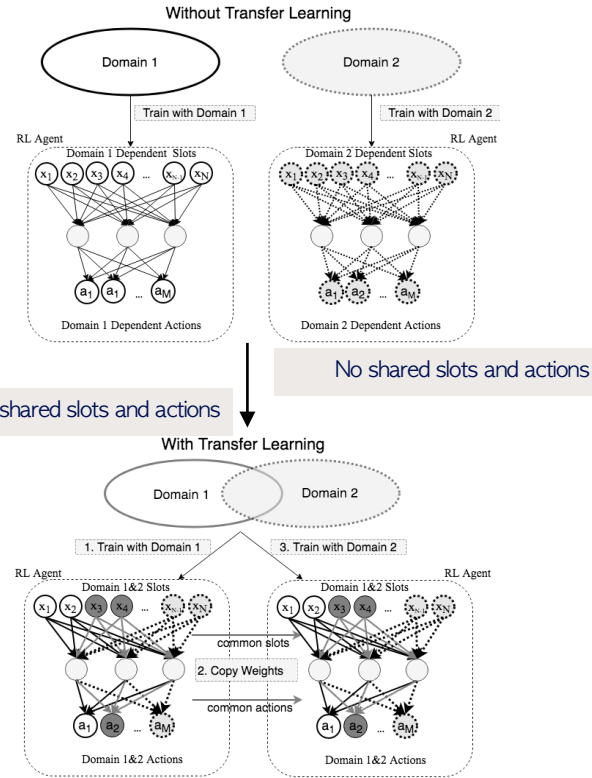 Without Transfer Learning
Domain 1
Domain 2
Train with Domain 1
Train with Domain 2
RL Agent
RL Agent
Domain 1 Dependent Slots
Domain 2 Dependent Slots
x1 x2 x3 x4 ... xN-1 xN
x1 x2 x3 x4 ... xN-1 xN
a1 a1 ... aM
a1 a2 ... aM
Domain 1 Dependent Actions
Domain 2 Dependent Actions
No shared slots and actions
shared slots and actions
With Transfer Learning
Domain 1
Domain 2
1. Train with Domain 1
3. Train with Domain 2
RL Agent
RL Agent
Domain 1&2 Slots
Domain 1&2 Slots
x1 x2 x3 x4 ... xN-1 xN
x1 x2 x3 x4 ... xN-1 xN
common slots
2. Copy Weights
common actions
a1 a2 ... aM
a1 a2 ... aM
Domain 1&2 Actions
Domain 1&2 Actions